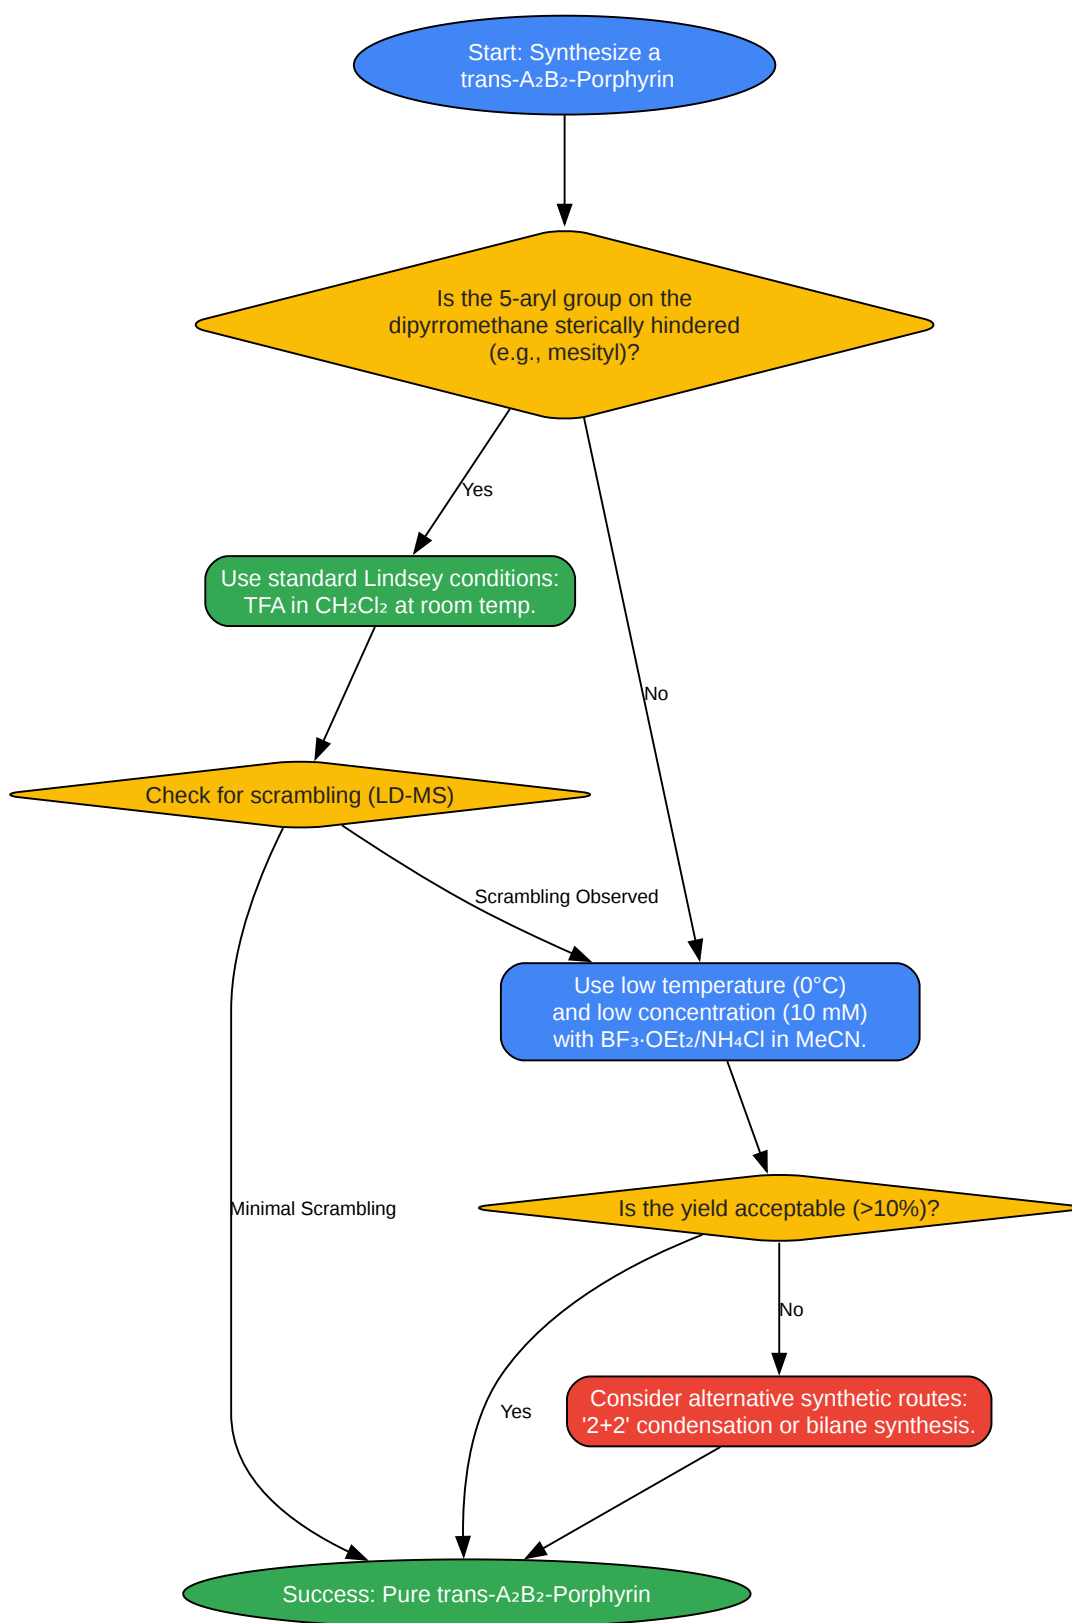 Start: Synthesize a
trans-A₂B₂-Porphyrin
Is the 5-aryl group on the
dipyrromethane sterically hindered
(e.g., mesityl)?
Yes
Use standard Lindsey conditions:
TFA in CH₂Cl₂ at room temp.
No
Check for scrambling (LD-MS)
Scrambling Observed
Use low temperature (0°C)
and low concentration (10 mM)
with BF₃·OEt₂/NH₄Cl in MeCN.
Minimal Scrambling
Is the yield acceptable (>10%)?
No
Yes
Consider alternative synthetic routes:
'2+2' condensation or bilane synthesis.
Success: Pure trans-A₂B₂-Porphyrin